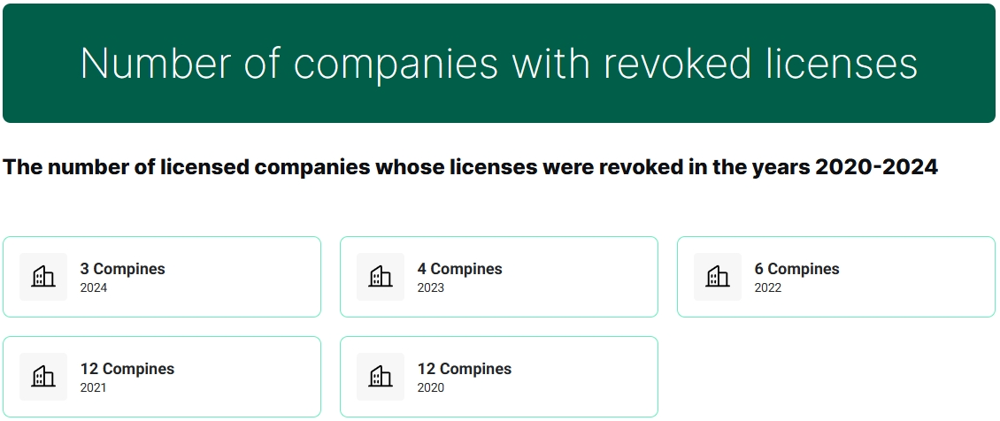 Number of companies with revoked licenses
The number of licensed companies whose licenses were revoked in the years 2020-2024
3 Compines
2024
4 Compines
2023
6 Compines
2022
12 Compines
2021
12 Compines
2020